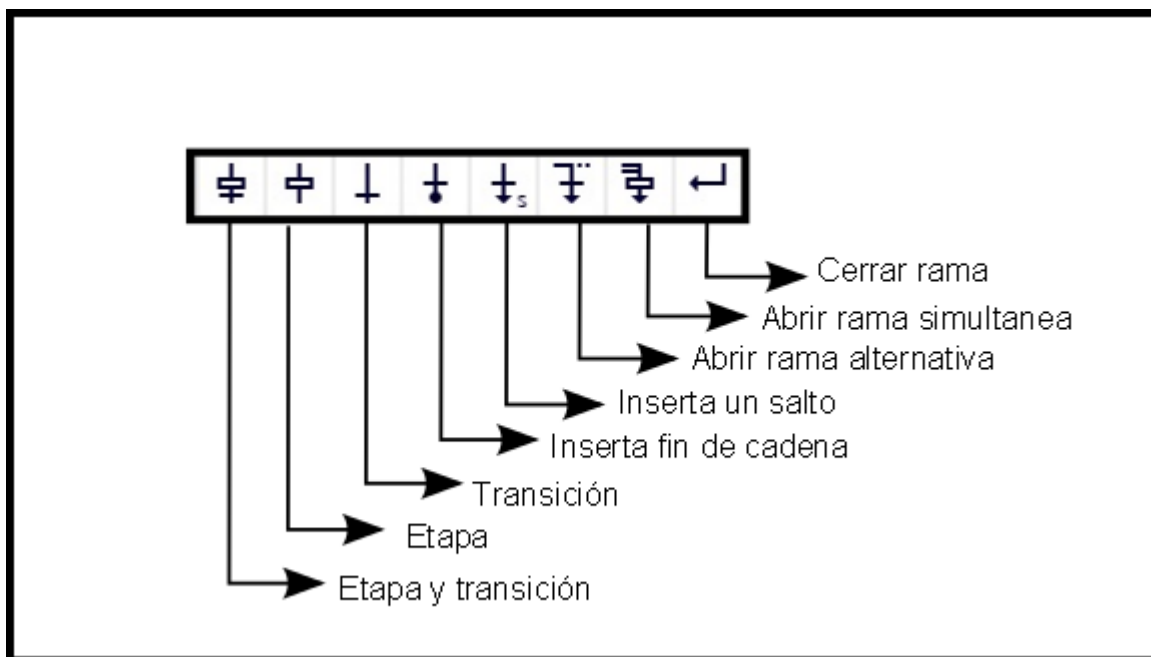 s
Cerrar rama
Abrir rama simultanea
Abrir rama alternativa
Inserta un salto
Inserta fin de cadena
Transición
Etapa
Etapa y transición